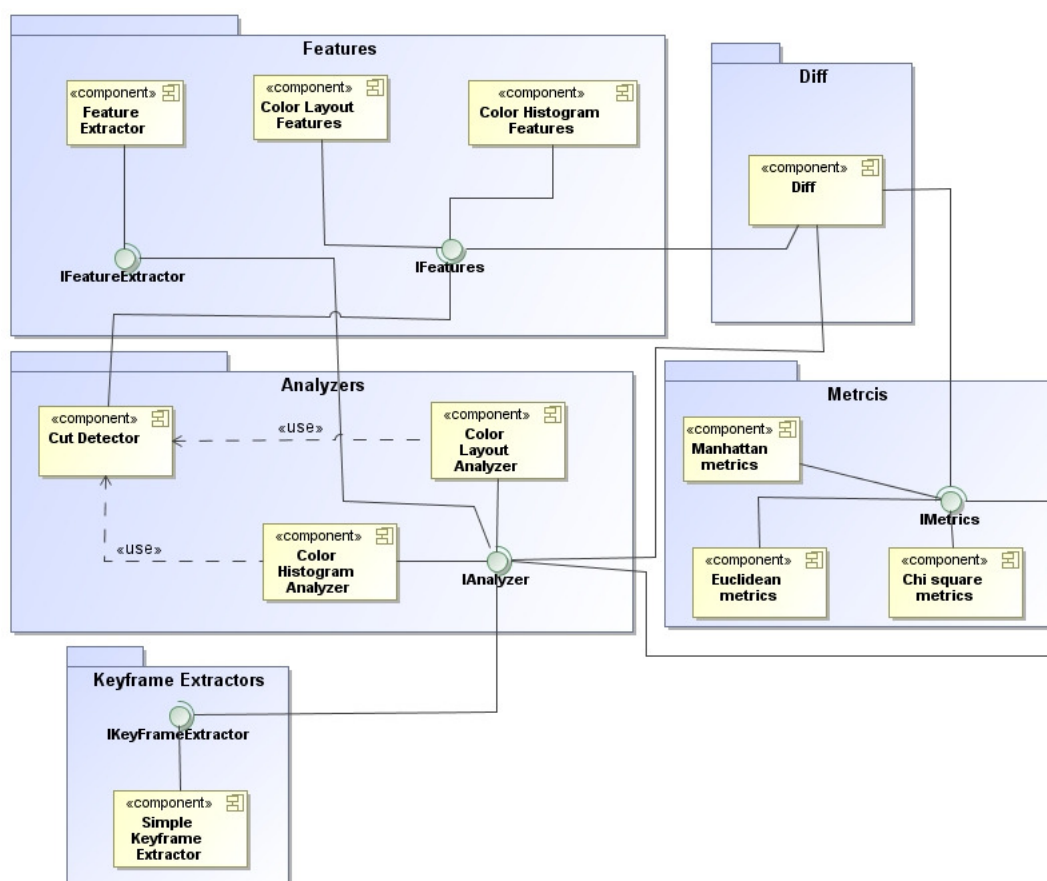 Features
«component»
Feature
Extractor
«component»
Color Layout
Features
«component»
Color Histogram
Features
IFeatureExtractor
IFeatures
Diff
«component»
Diff
Analyzers
«component»
Cut Detector
«use»
«component»
Color
Layout
Analyzer
«use»
«component»
Color
Histogram
Analyzer
IAnalyzer
Metrcis
«component»
Manhattan
metrics
IMetrics
«component»
Euclidean
metrics
«component»
Chi square
metrics
Keyframe Extractors
IKeyFrameExtractor
«component»
Simple
Keyframe
Extractor